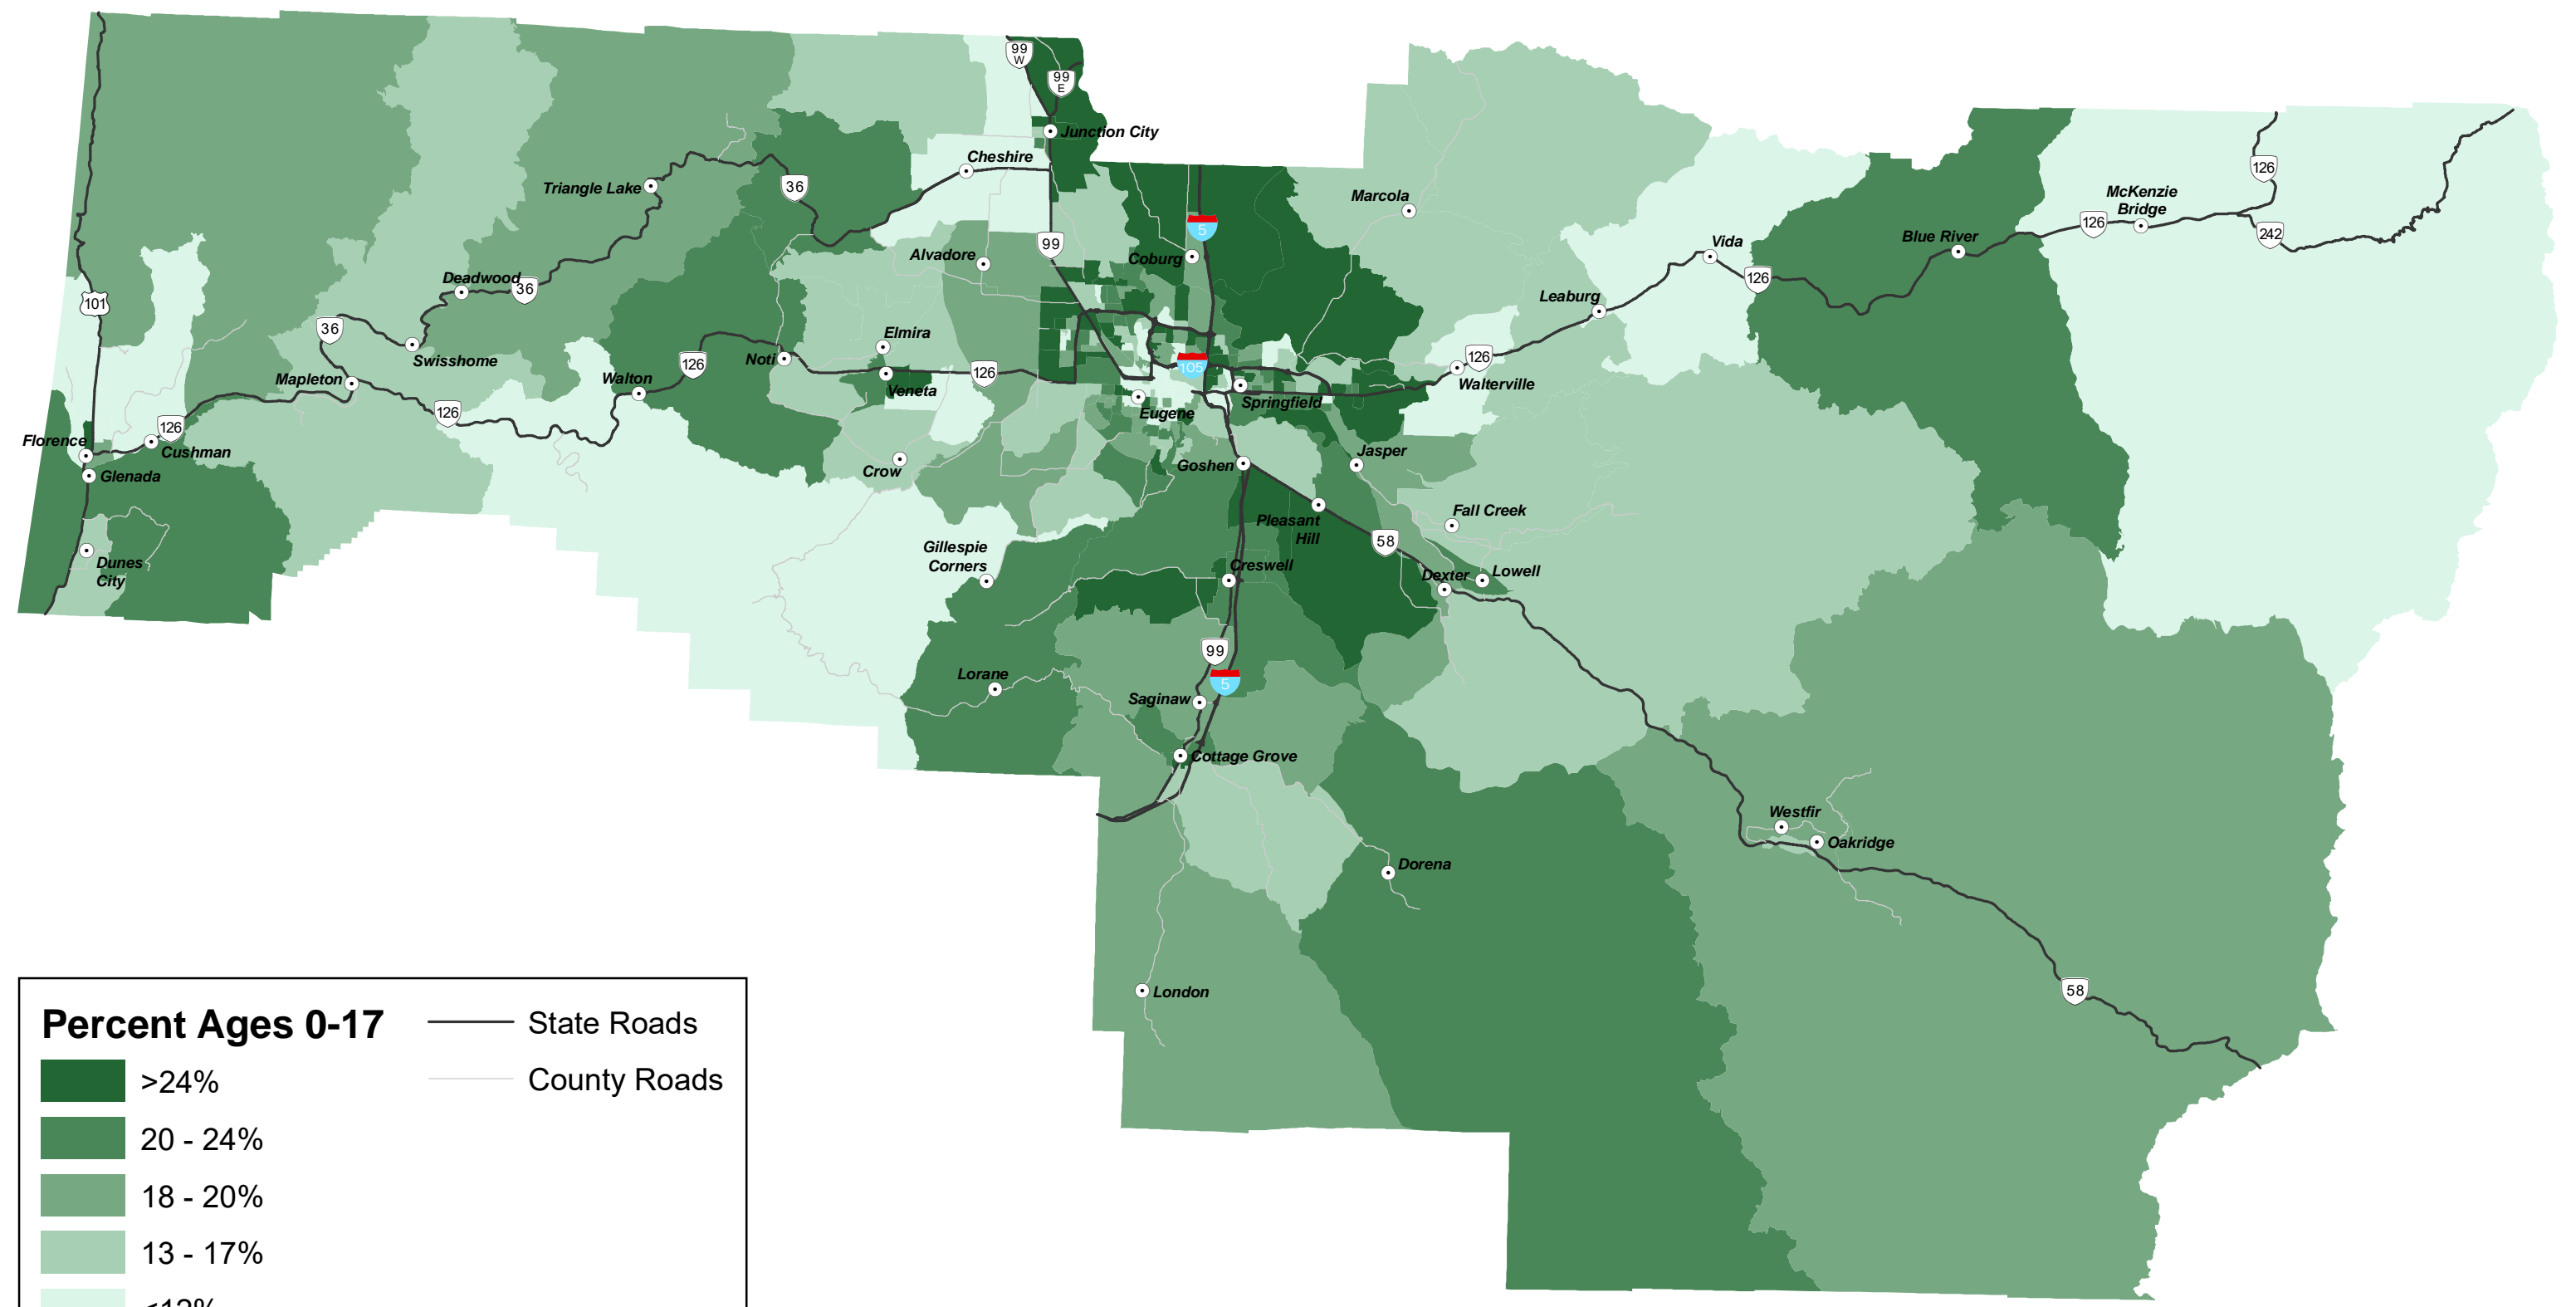 99
W
99
E
Junction City
Cheshire
Triangle Lake
36
Marcola
126
McKenzie
Bridge
126
242
5
99
Alvadore
Coburg
Vida
Blue River
126
Deadwood
36
101
36
Leaburg
Elmira
Swisshome
Noti
126
126
105
126
Mapleton
Walton
Veneta
Walterville
126
126
Eugene
Springfield
Florence
Cushman
Jasper
Crow
Goshen
Glenada
Fall Creek
Pleasant
Hill
58
Gillespie
Corners
Dunes
City
Creswell
Dexter
Lowell
99
Lorane
5
Saginaw
Cottage Grove
Westfir
Oakridge
Dorena
London
58
Percent Ages 0-17
State Roads
>24%
County Roads
20 - 24%
18 - 20%
13 - 17%